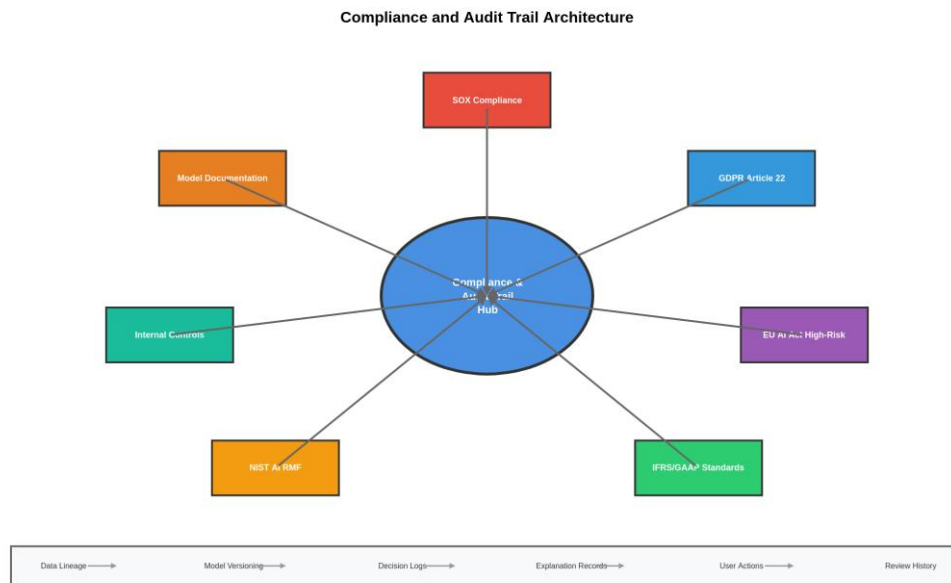 Compliance and Audit Trail Architecture
SOX Compliance
Model Documentation
GDPR Article 22
Compliance &
Audit Trail
Hub
Internal Controls
EU AI Act High-Risk
NIST AI RMF
IFRS/GAAP Standards
Data Lineage
Model Versioning
Decision Logs
Explanation Records
User Actions
Review History